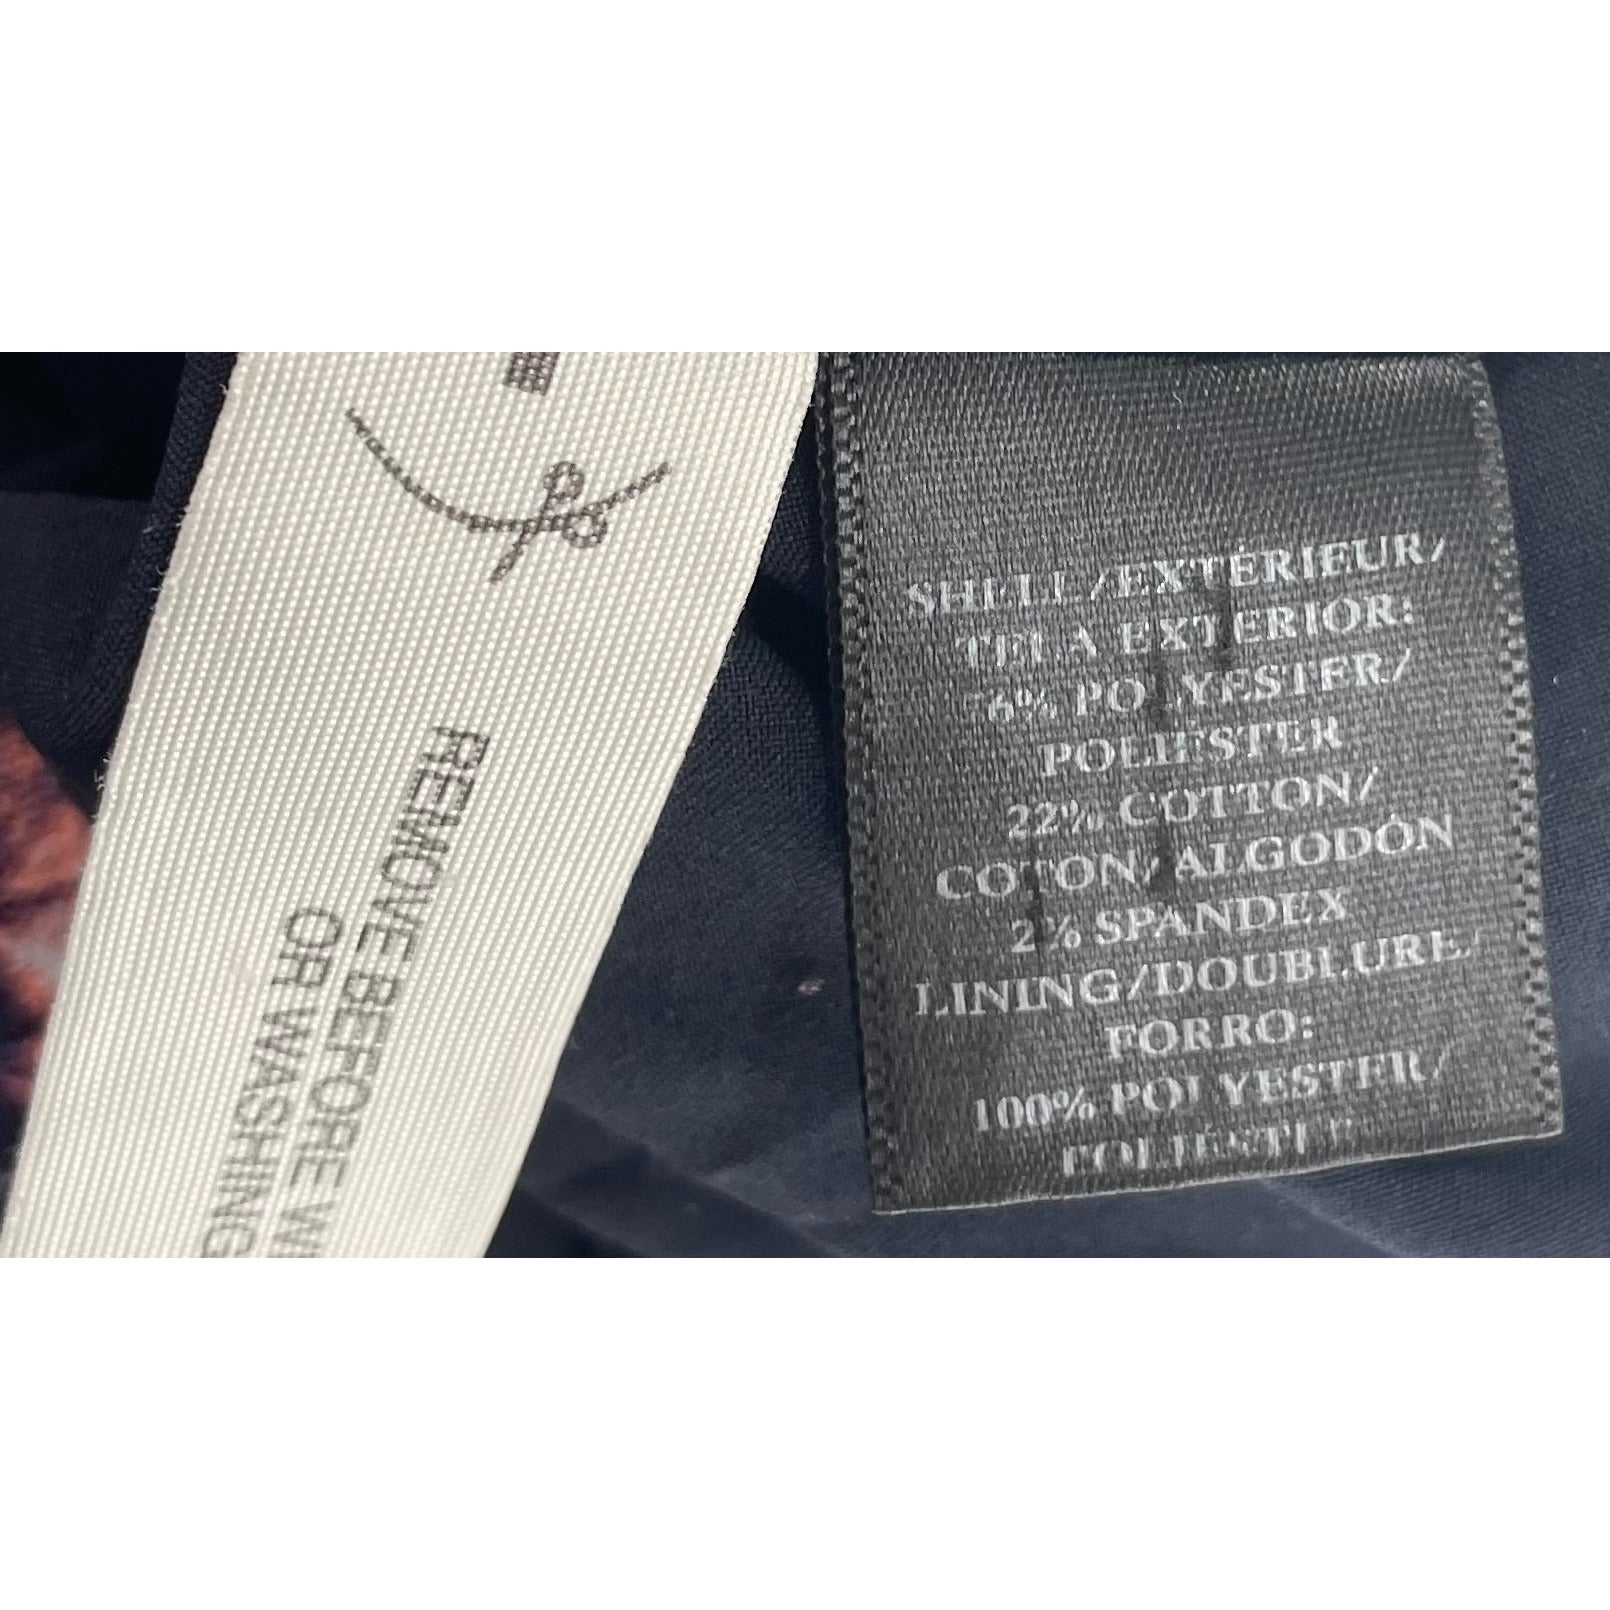 REMOVE BEFORE
OR WASHING
SHELL/EXTÉRIEUR/
TELA EXTERIOR:
POLYESTER/
POLIÉSTER
22% COTTON/
COTON/ALGODÓN
2% SPANDEX
LINING/DOUBLURE/
FORRO:
100% POLYESTER/
POLIÉSTER